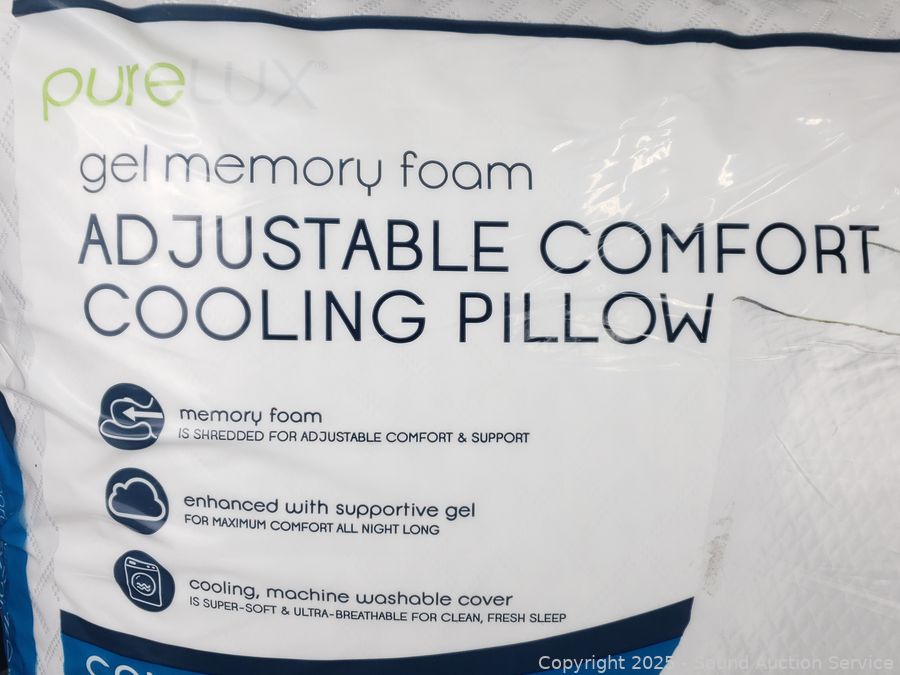 pureLUX®
gel memory foam
ADJUSTABLE COMFORT
COOLING PILLOW
memory foam
IS SHREDDED FOR ADJUSTABLE COMFORT & SUPPORT
enhanced with supportive gel
FOR MAXIMUM COMFORT ALL NIGHT LONG
cooling, machine washable cover
IS SUPER-SOFT & ULTRA-BREATHABLE FOR CLEAN, FRESH SLEEP
Copyright 2025 - Sound Auction Service